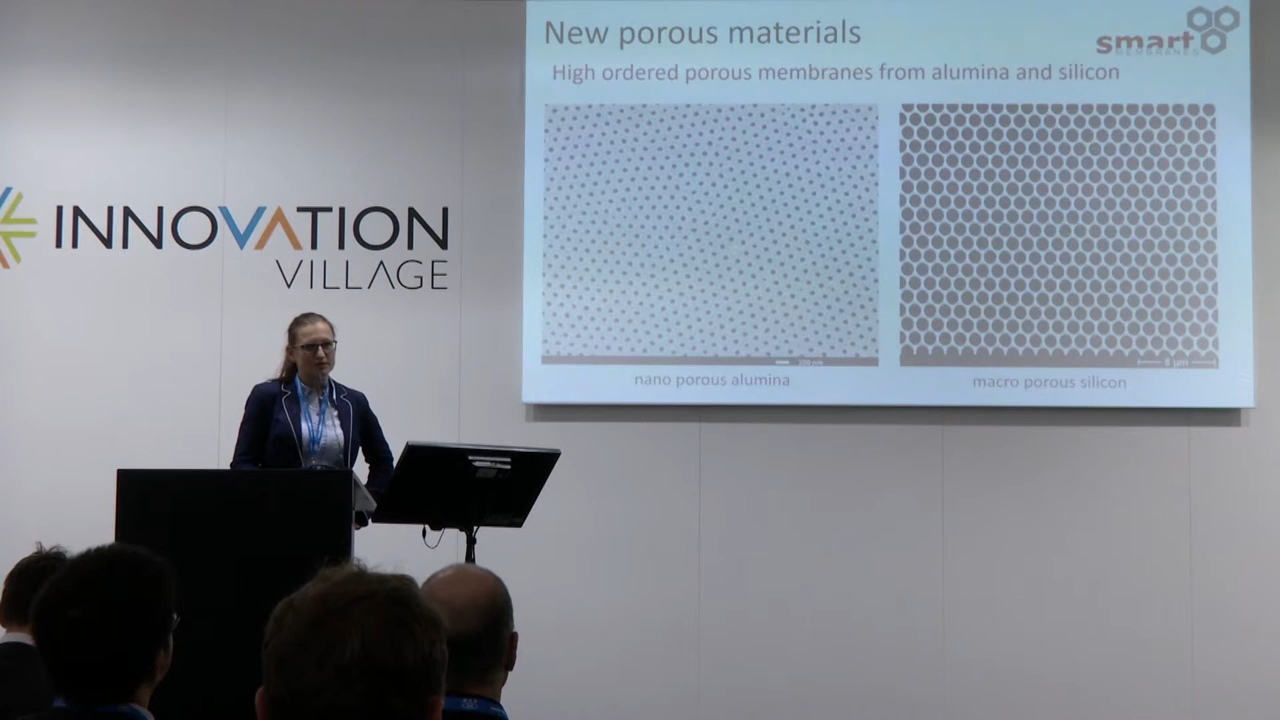 New porous materials
smart
MEMBRANES
High ordered porous membranes from alumina and silicon
INNOVATION
VILLAGE
nano porous alumina
macro porous silicon